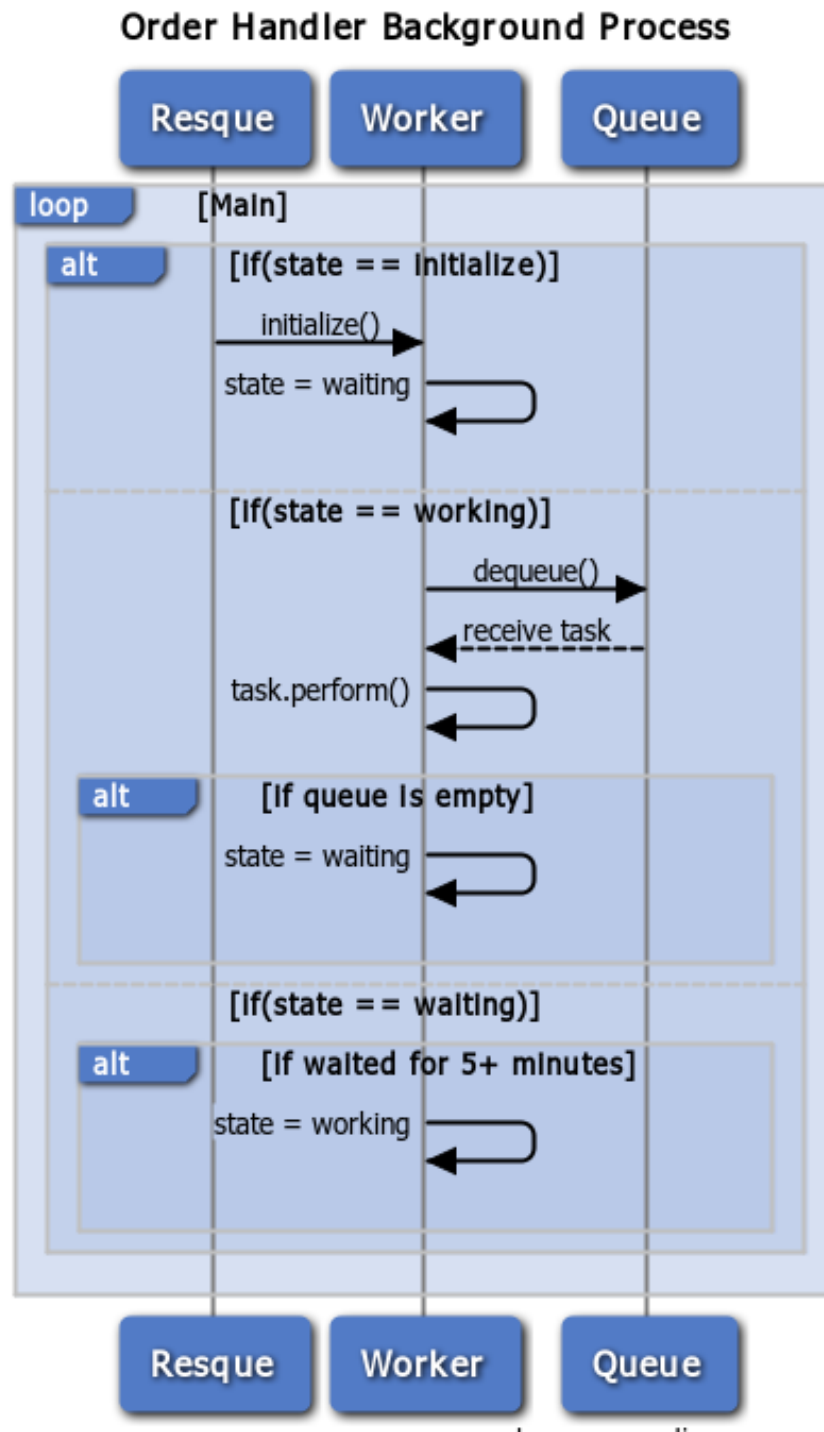 Order Handler Background Process
Resque Worker Queue
loop [Main]
alt [if(state == initialize)]
initialize()
state = waiting
[if(state == working)]
dequeue()
receive task
task.perform()
alt [if queue is empty]
state = waiting
[if(state == waiting)]
alt [if waited for 5+ minutes]
state = working
Resque Worker Queue